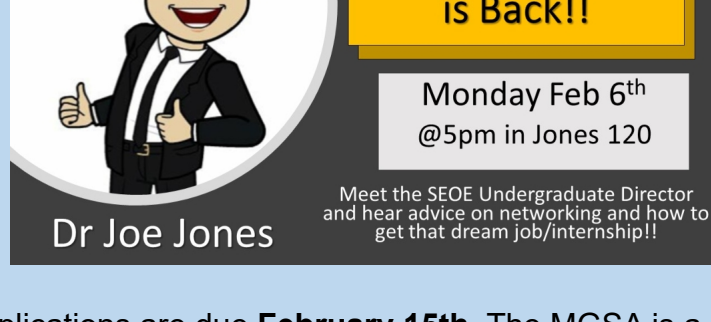 is Back!!
Monday Feb 6th
@5pm in Jones 120
Meet the SEOE Undergraduate Director
and hear advice on networking and how to
get that dream job/internship!!
Dr Joe Jones
plications are due February 15th. The MGSA is a